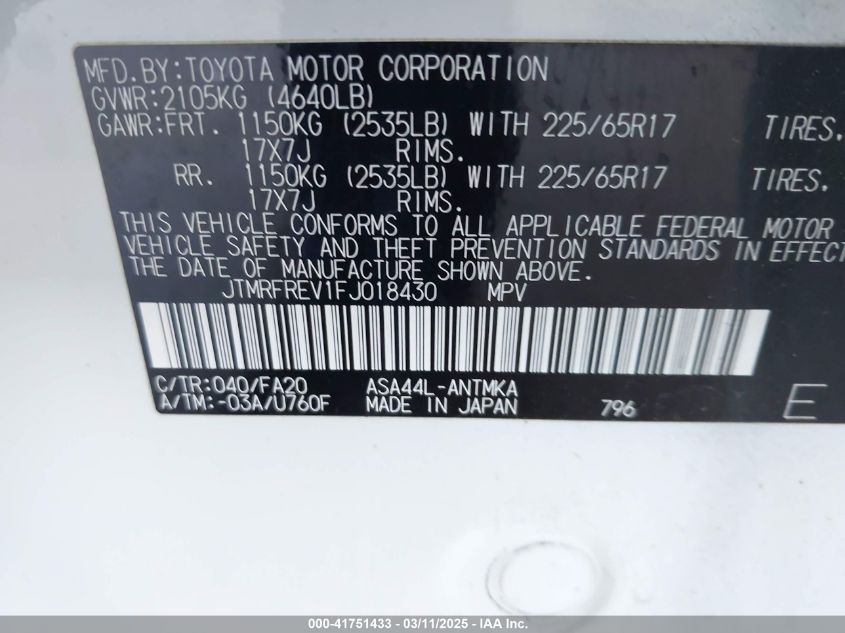 MFD.BY:TOYOTA MOTOR CORPORATION
GVWR:2105KG (4640LB)
GAWR:FRT. 1150KG (2535LB) WITH 225/65R17 TIRES.
17X7J RIMS.
RR. 1150KG (2535LB) WITH 225/65R17 TIRES.
17X7J RIMS.
THIS VEHICLE CONFORMS TO ALL APPLICABLE FEDERAL MOTOR
VEHICLE SAFETY AND THEFT PREVENTION STANDARDS IN EFFECT
THE DATE OF MANUFACTURE SHOWN ABOVE.
JTMRFREV1FJ018430 MPV
C/TR:040/FA20 ASA44L-ANTMKA
A/TM:-03A/U760F MADE IN JAPAN 796 E
000-41751433 - 03/11/2025 - IAA Inc.